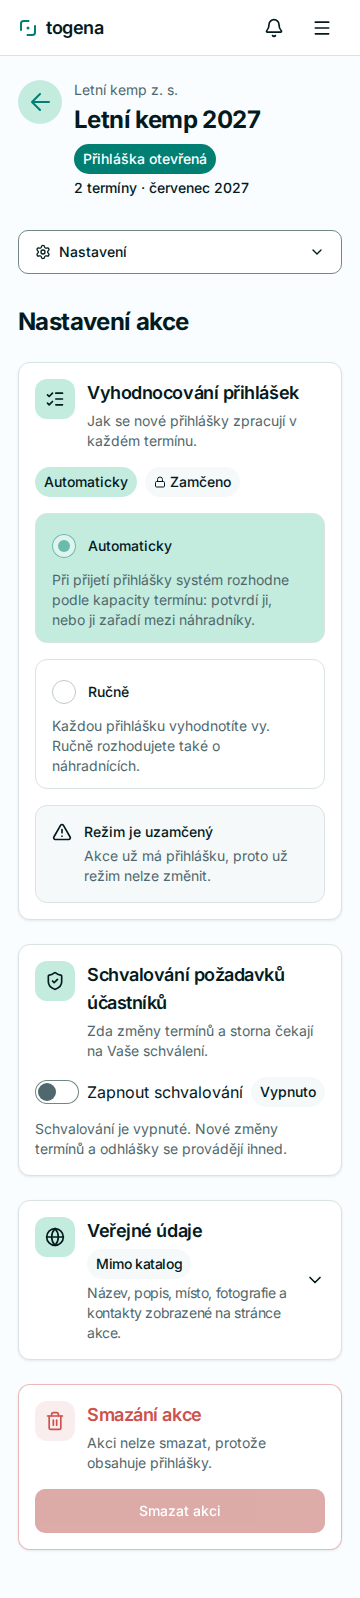 togena
Letní kemp z. s.
Letní kemp 2027
Přihláška otevřená
2 termíny · červenec 2027
Nastavení
Nastavení akce
Vyhodnocování přihlášek
Jak se nové přihlášky zpracují v
každém termínu.
Automaticky
Zamčeno
Automaticky
Při přijetí přihlášky systém rozhodne
podle kapacity termínu: potvrdí ji,
nebo ji zařadí mezi náhradníky.
Ručně
Každou přihlášku vyhodnotíte vy.
Ručně rozhodujete také o
náhradnících.
Režim je uzamčený
Akce už má přihlášku, proto už
režim nelze změnit.
Schvalování požadavků
účastníků
Zda změny termínů a storna čekají
na Vaše schválení.
Zapnout schvalování
Vypnuto
Schvalování je vypnuté. Nové změny
termínů a odhlášky se provádějí ihned.
Veřejné údaje
Mimo katalog
Název, popis, místo, fotografie a
kontakty zobrazené na stránce
akce.
Smazání akce
Akci nelze smazat, protože
obsahuje přihlášky.
Smazat akci